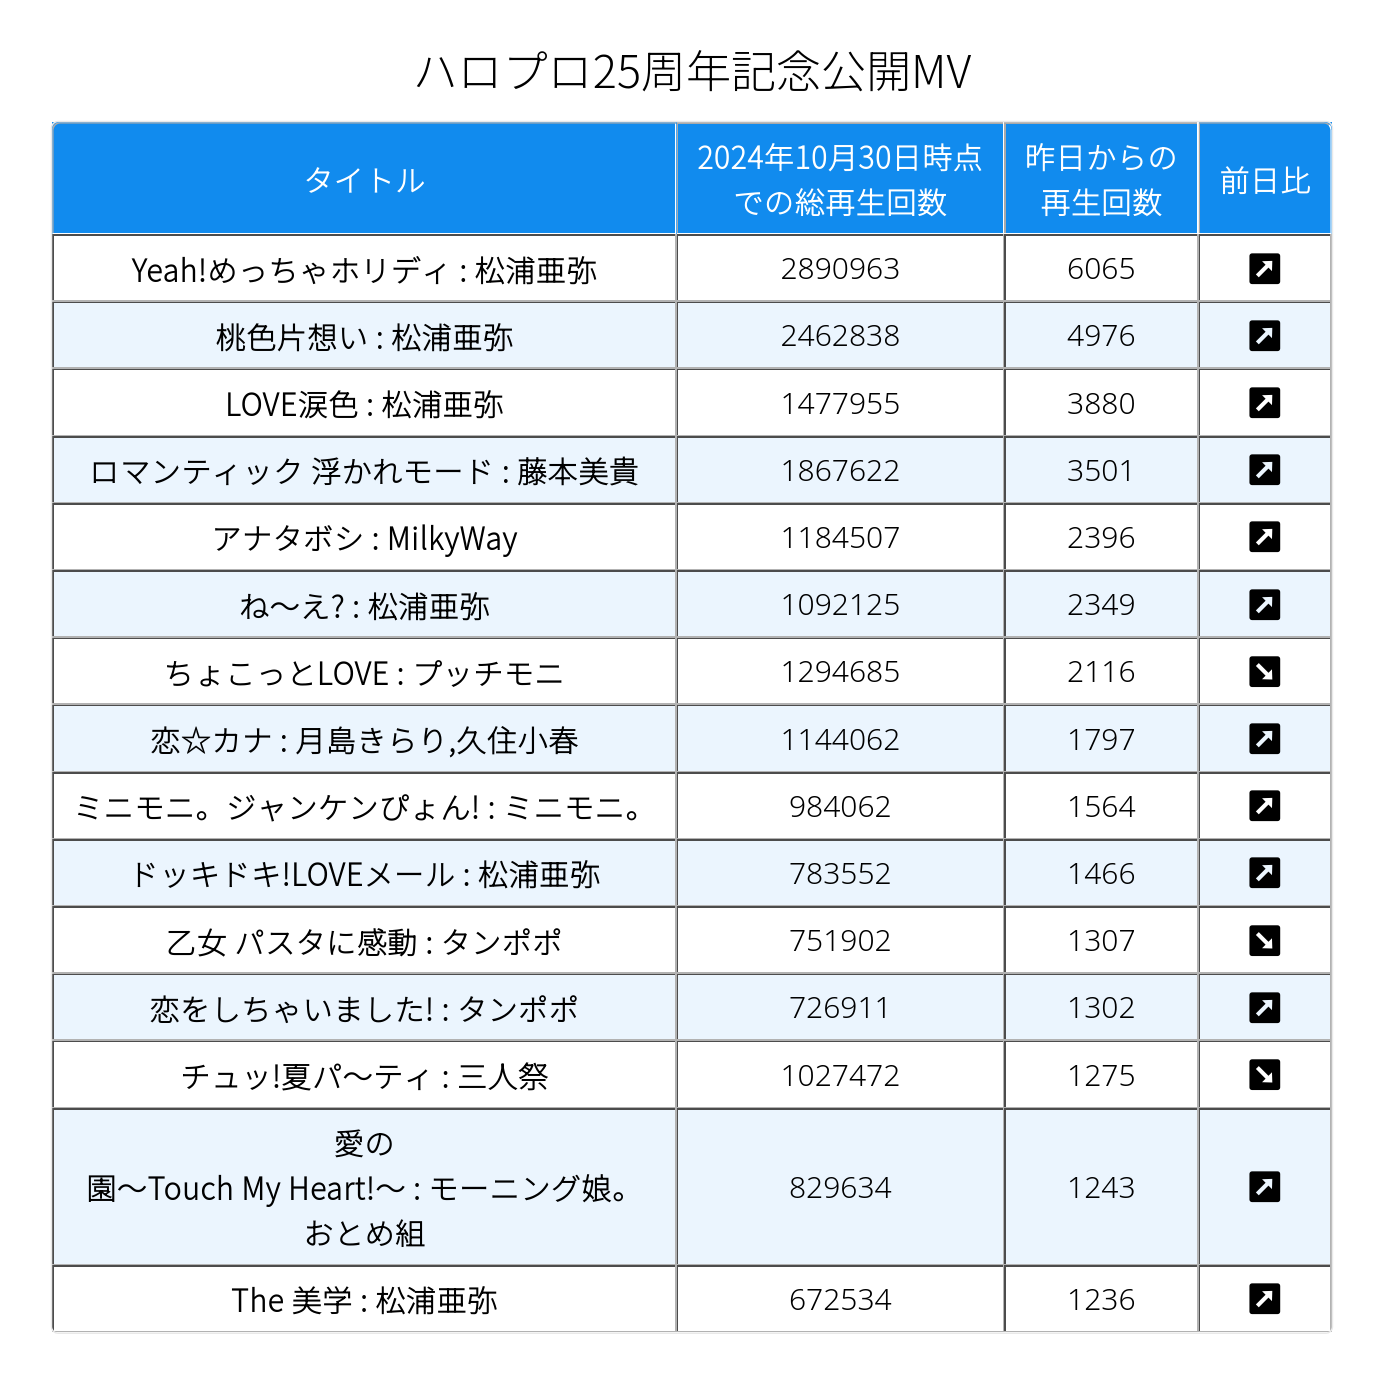 ハロプロ25周年記念公開MV
タイトル
2024年10月30日時点
での総再生回数
昨日からの
再生回数
前日比
Yeah!めっちゃホリディ : 松浦亜弥 2890963 6065
桃色片想い : 松浦亜弥 2462838 4976
LOVE涙色 : 松浦亜弥 1477955 3880
ロマンティック 浮かれモード : 藤本美貴 1867622 3501
アナタボシ : MilkyWay 1184507 2396
ね〜え? : 松浦亜弥 1092125 2349
ちょこっとLOVE : プッチモニ 1294685 2116
恋☆カナ : 月島きらり,久住小春 1144062 1797
ミニモニ。ジャンケンぴょん! : ミニモニ。 984062 1564
ドッキドキ!LOVEメール : 松浦亜弥 783552 1466
乙女 パスタに感動 : タンポポ 751902 1307
恋をしちゃいました! : タンポポ 726911 1302
チュッ!夏パ〜ティ : 三人祭 1027472 1275
愛の
園〜Touch My Heart!〜 : モーニング娘。
おとめ組
829634 1243
The 美学 : 松浦亜弥 672534 1236